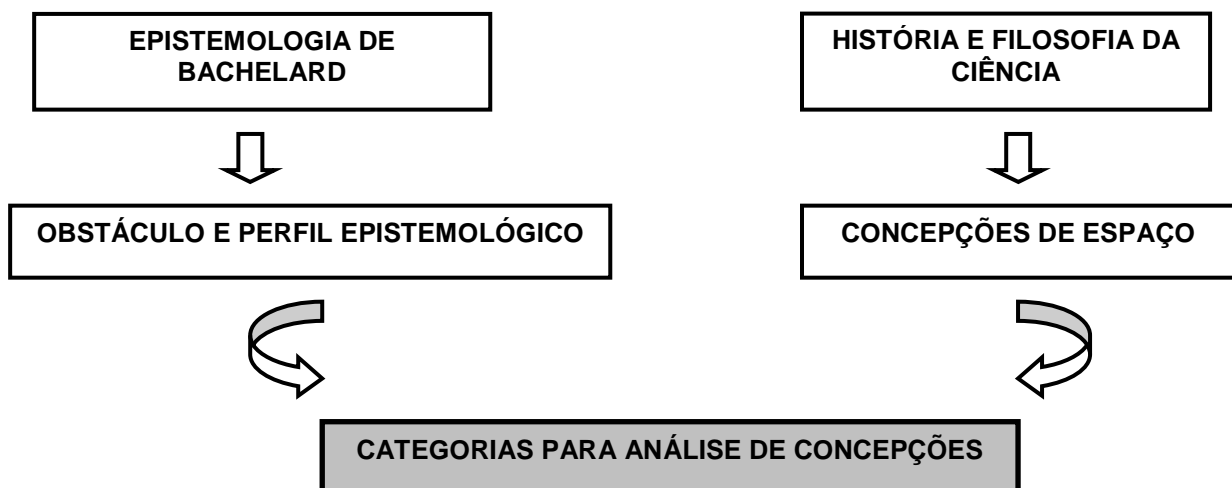 EPISTEMOLOGIA DE
BACHELARD
HISTÓRIA E FILOSOFIA DA
CIÊNCIA
OBSTÁCULO E PERFIL EPISTEMOLÓGICO
CONCEPÇÕES DE ESPAÇO
CATEGORIAS PARA ANÁLISE DE CONCEPÇÕES